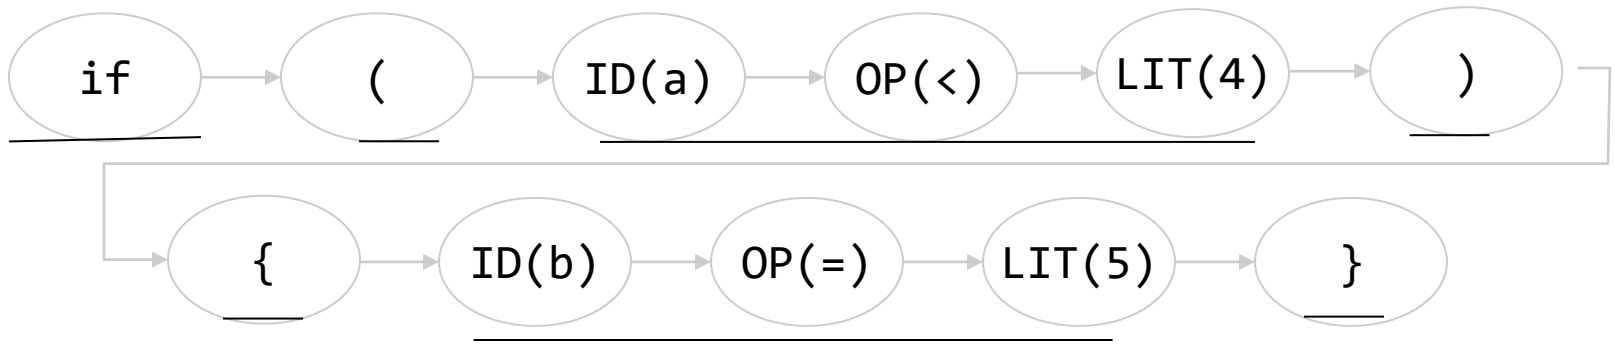 if ( ID(a) OP(<) LIT(4) )
{ ID(b) OP(=) LIT(5) }